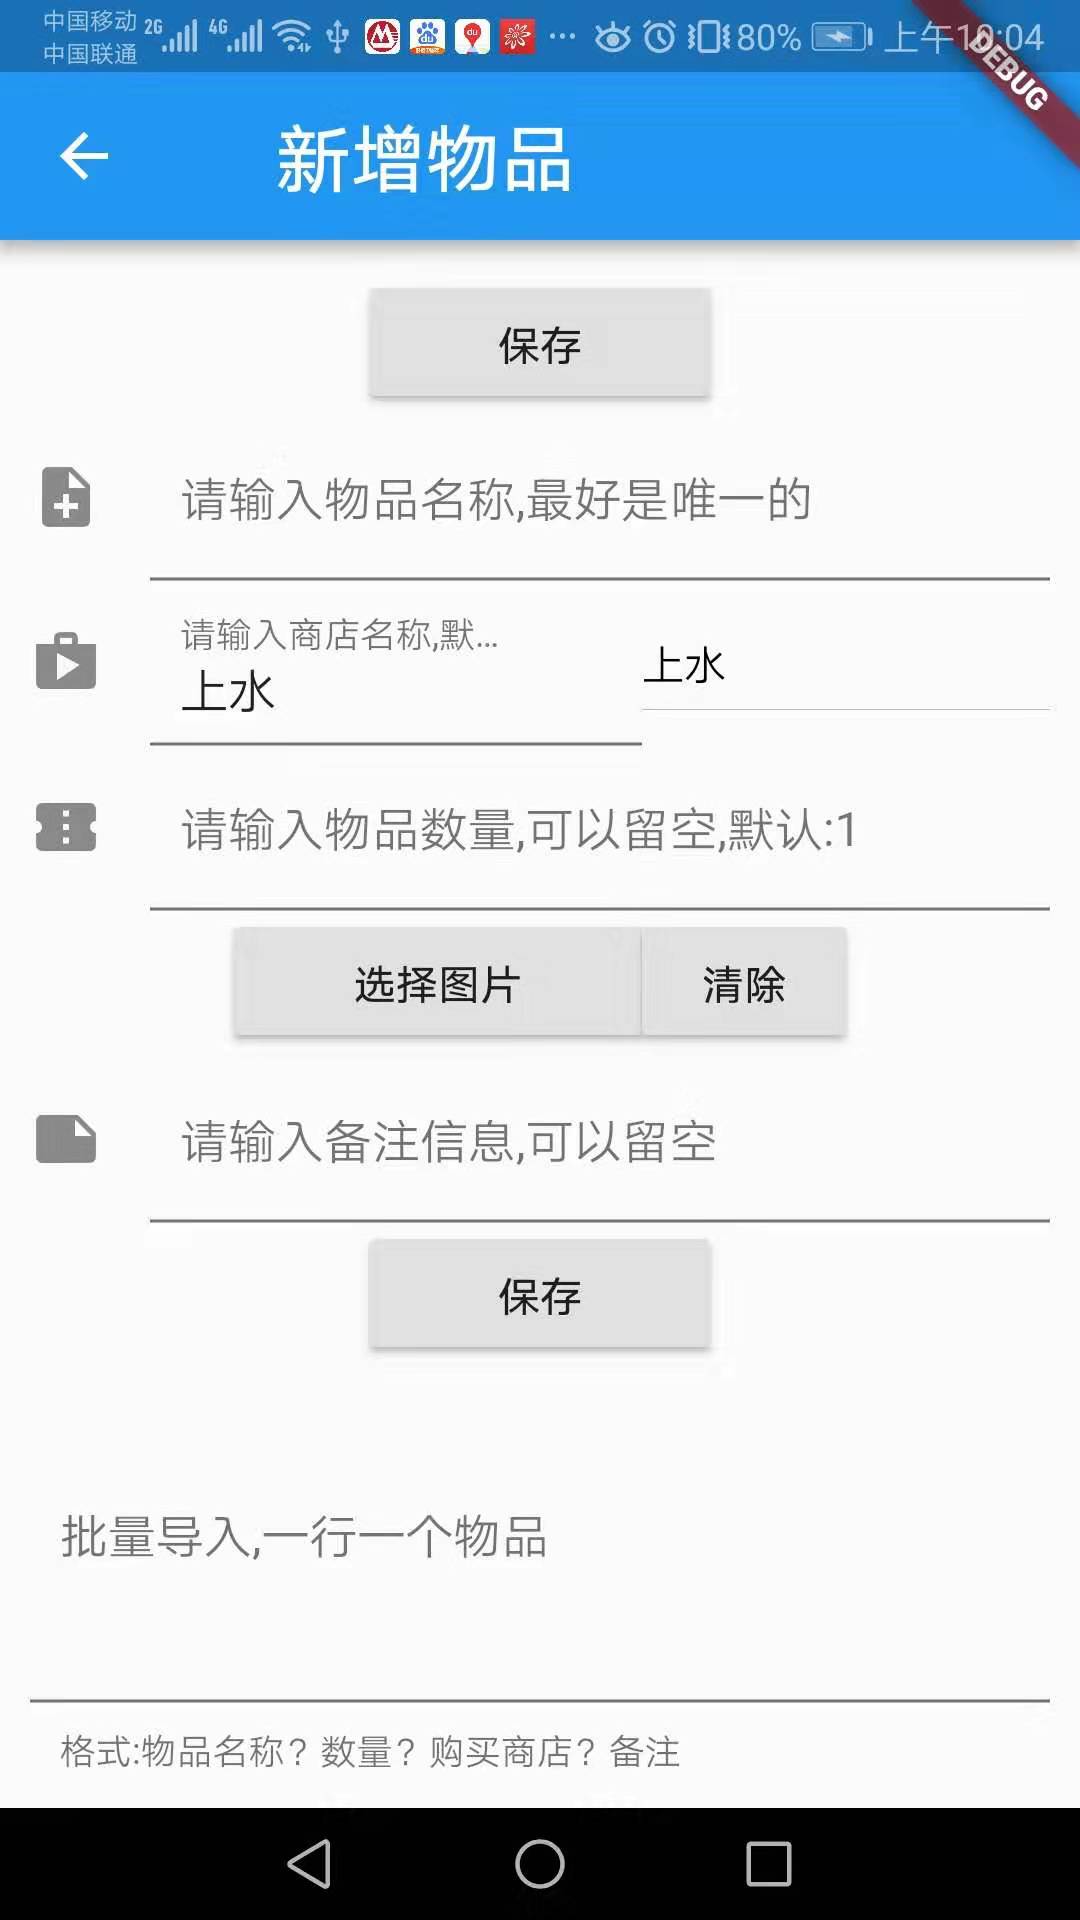 中国移动 2G 4G 80% 上午10:04
中国联通
DEBUG
新增物品
保存
请输入物品名称,最好是唯一的
请输入商店名称,默...
上水
上水
请输入物品数量,可以留空,默认:1
选择图片 清除
请输入备注信息,可以留空
保存
批量导入,一行一个物品
格式:物品名称? 数量? 购买商店? 备注